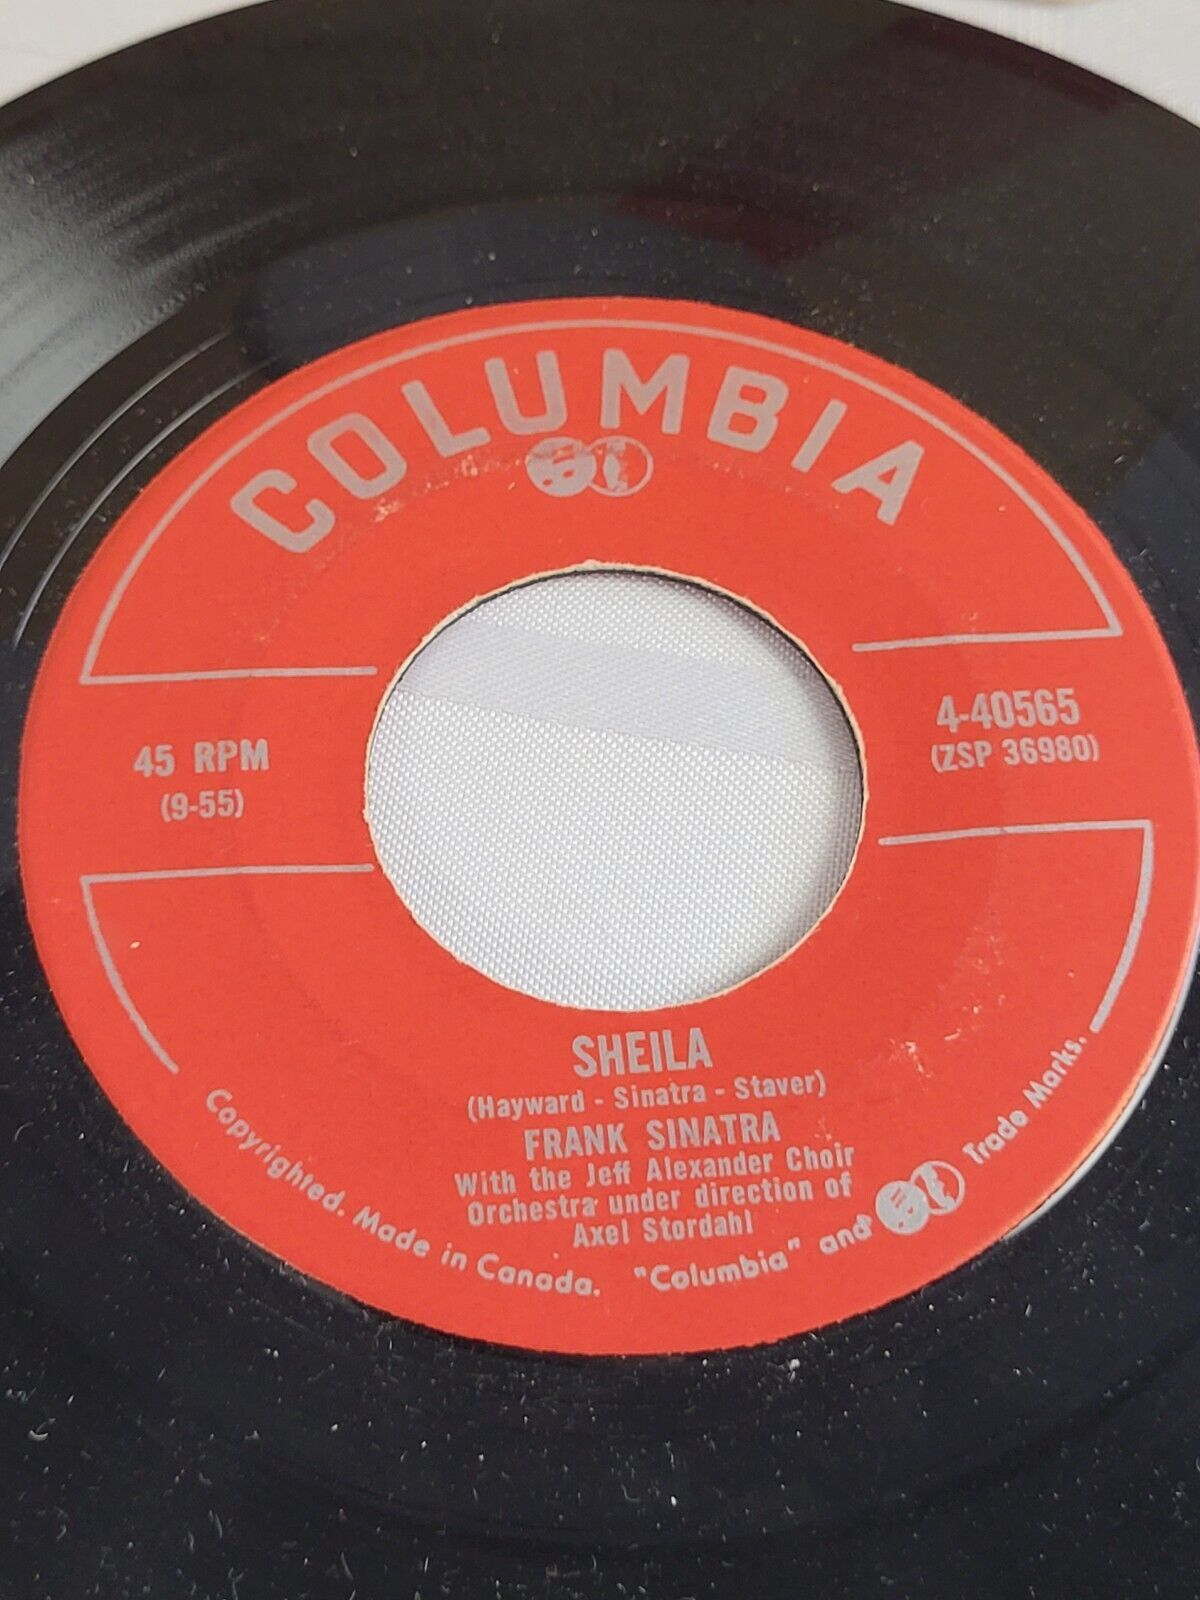 COLUMBIA
45 RPM
(9-55)
4-40565
(ZSP 36980)
SHEILA
(Hayward - Sinatra - Staver)
FRANK SINATRA
With the Jeff Alexander Choir
Orchestra under direction of
Axel Stordahl
Copyrighted. Made in Canada. "Columbia" and Trade Marks.